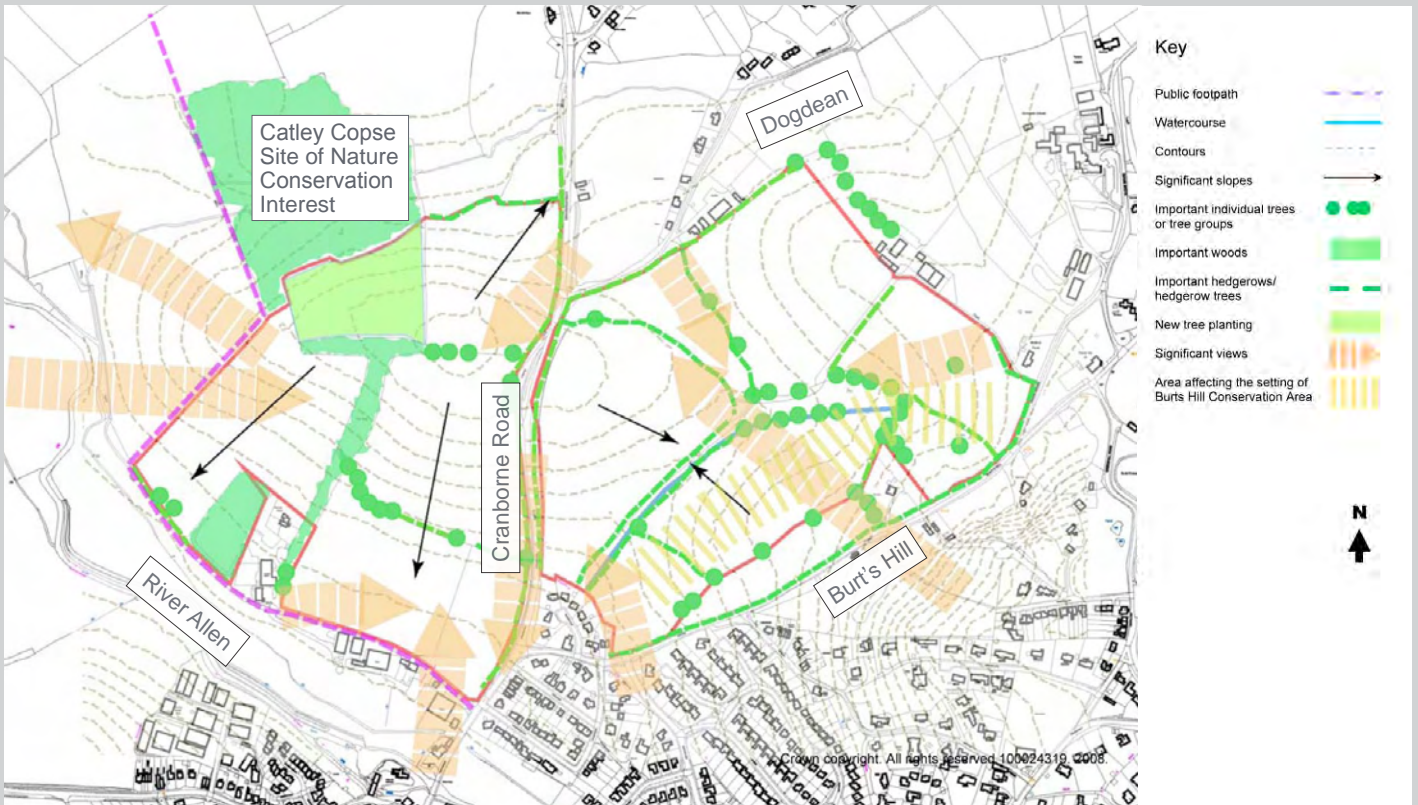 Catley Copse
Site of Nature
Conservation
Interest
Dogdean
Cranborne Road
River Allen
Burt's Hill
Crown copyright. All rights reserved 100024319. 2008.
Key
Public footpath
Watercourse
Contours
Significant slopes
Important individual trees
or tree groups
Important woods
Important hedgerows/
hedgerow trees
New tree planting
Significant views
Area affecting the setting of
Burts Hill Conservation Area
N